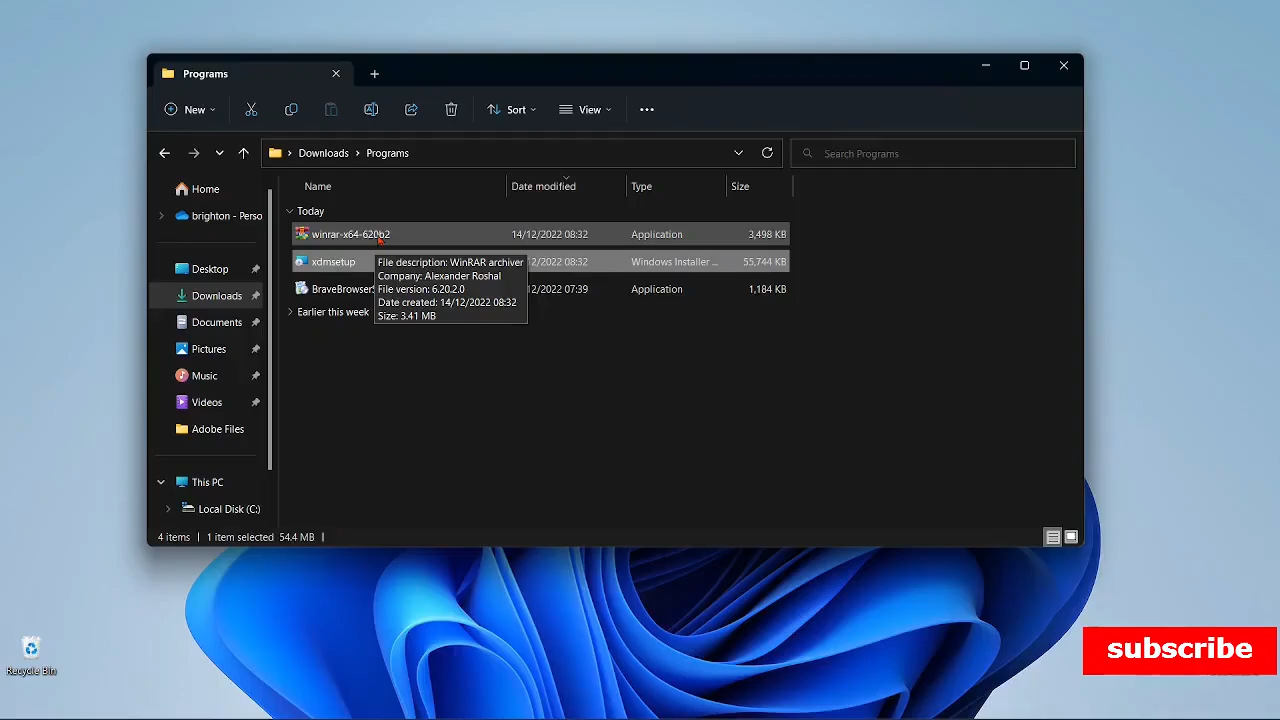 Programs
New
Sort
View
Downloads
Programs
Search Programs
Home
brighton - Perso
Desktop
Downloads
Documents
Pictures
Music
Videos
Adobe Files
This PC
Local Disk (C:)
Name Date modified Type Size
Today
winrar-x64-620b2 14/12/2022 08:32 Application 3,498 KB
xdmsetup 2/2022 08:32 Windows Installer ... 55,744 KB
BraveBrowserS 2/2022 07:39 Application 1,184 KB
Earlier this week
File description: WinRAR archiver
Company: Alexander Roshal
File version: 6.20.2.0
Date created: 14/12/2022 08:32
Size: 3.41 MB
4 items 1 item selected 54.4 MB
Recycle Bin
subscribe